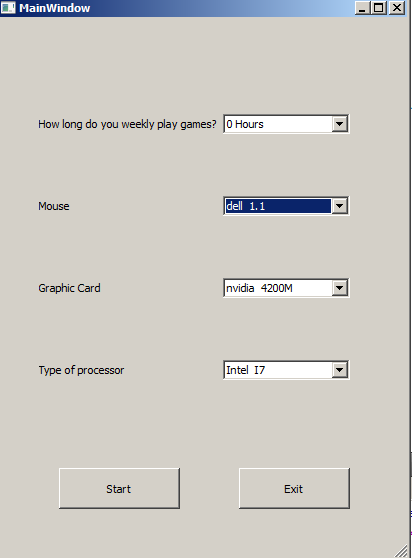 MainWindow
How long do you weekly play games? 0 Hours
Mouse dell 1.1
Graphic Card nvidia 4200M
Type of processor Intel I7
Start Exit